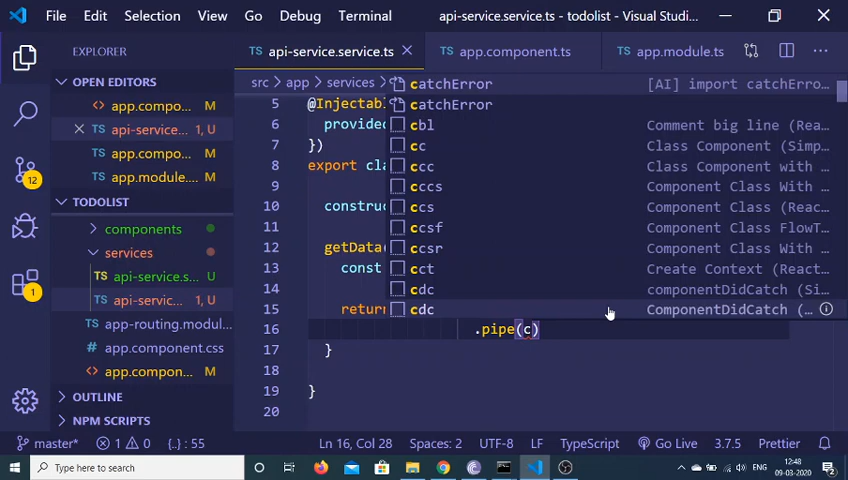 File Edit Selection View Go Debug Terminal api-service.service.ts - todolist - Visual Studi...
EXPLORER
OPEN EDITORS
app.compo... M
TS api-service... 1, U
TS app.compo... M
TS app.module.... M
TODOLIST
components
services
TS api-service.s... U
TS api-servic... 1, U
TS app-routing.modul...
app.component.css
app.compon... M
OUTLINE
NPM SCRIPTS
TS api-service.service.ts
TS app.component.ts
TS app.module.ts
src > app > services >
5 @Injectab
6 provided
7 })
8 export cla
9
10 construc
11
12 getData(
13 const
14
15 return
16 .pipe(c)
17 }
18
19 }
20
catchError [AI] import catchErro...
catchError
cbl Comment big line (Rea...
cc Class Component (Simp...
ccc Class Component with ...
cccs Component Class With ...
ccs Component Class (Reac...
ccsf Component Class FlowT...
ccsr Component Class With ...
cct Create Context (React...
cdc componentDidCatch (Si...
cdc ComponentDidCatch (...
12
1
master* 1 0 {..} : 55 Ln 16, Col 28 Spaces: 2 UTF-8 LF TypeScript Go Live 3.7.5 Prettier
Type here to search
ENG
12:48
09-03-2020